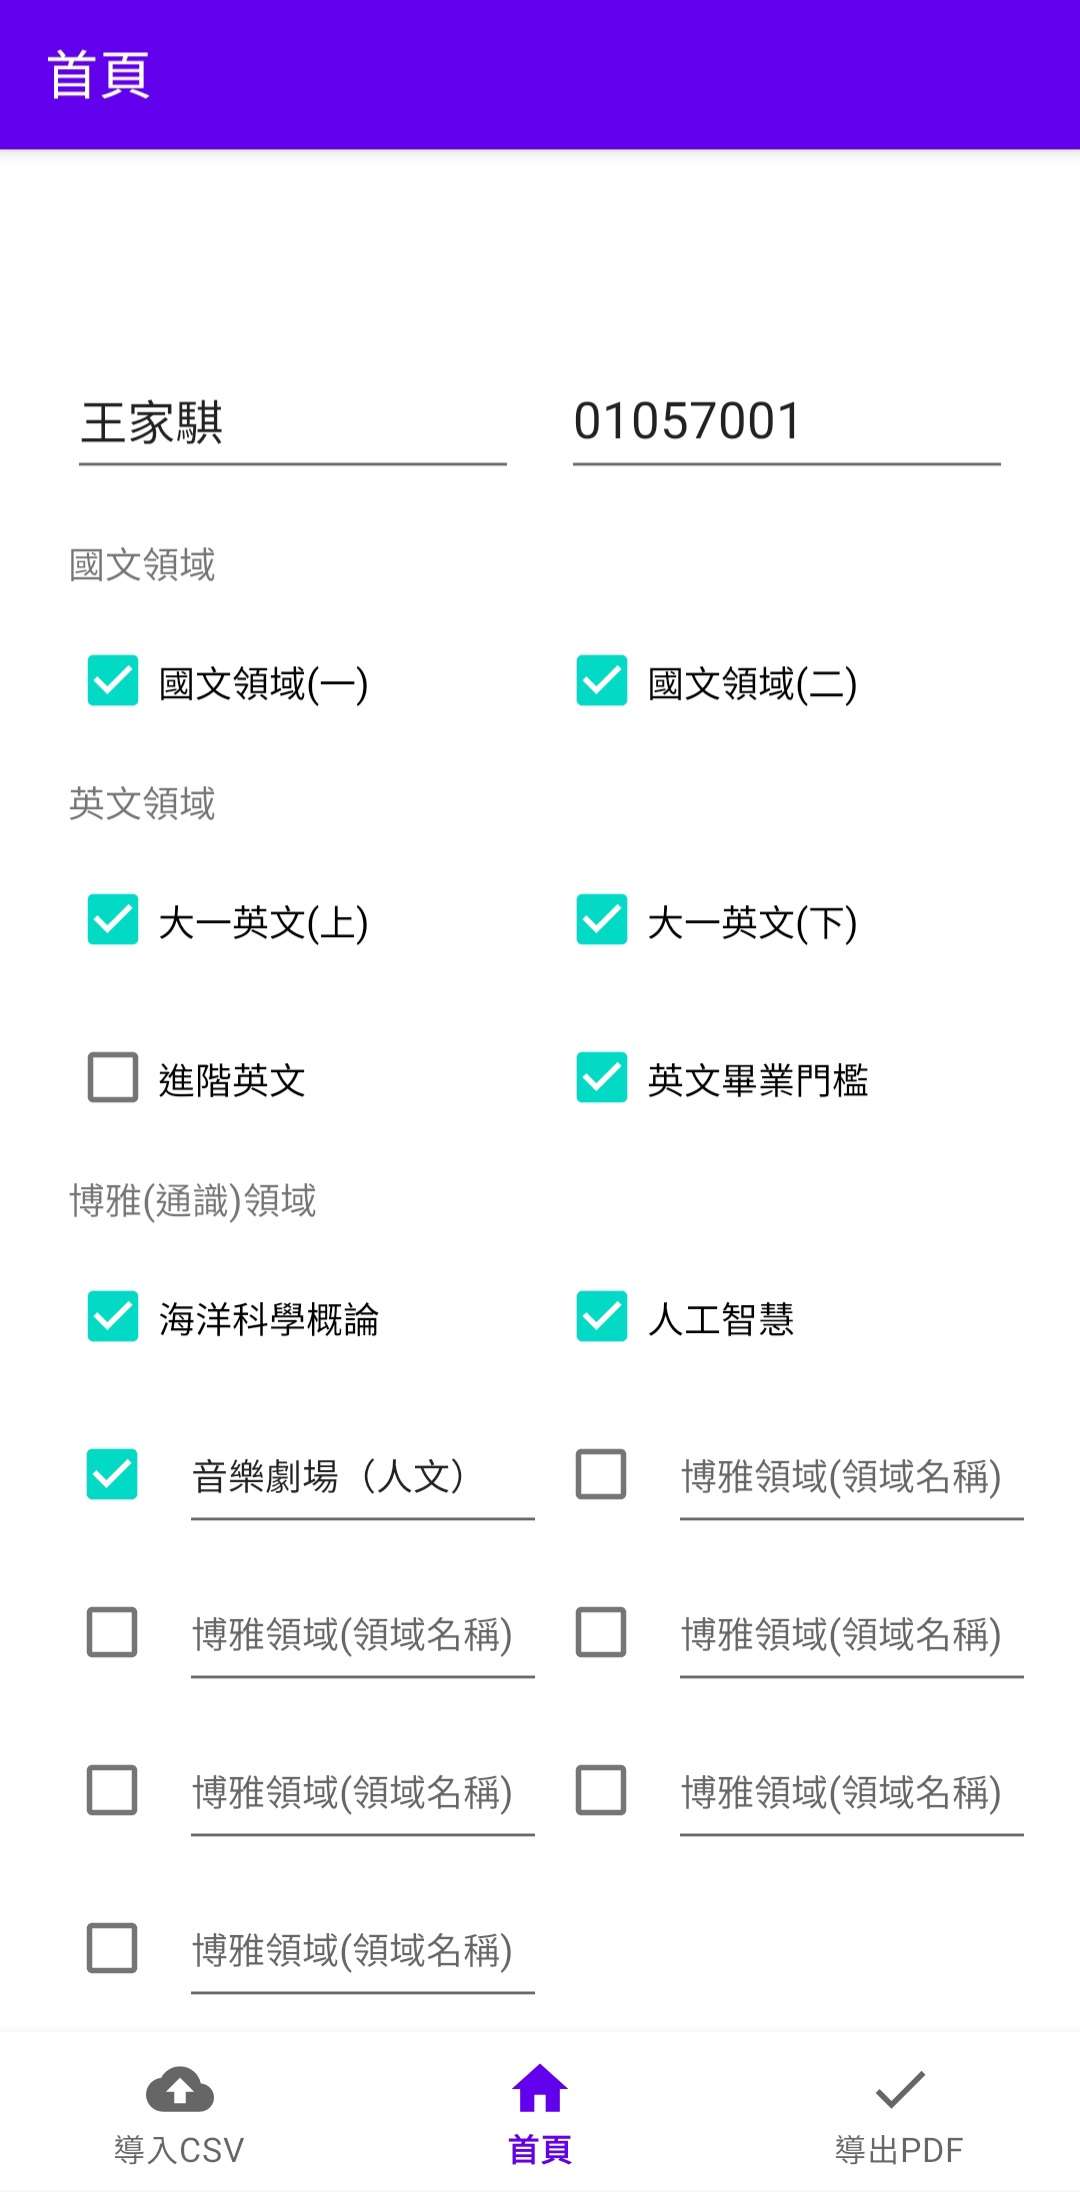 首頁
王家騏 01057001
國文領域
國文領域(一) 國文領域(二)
英文領域
大一英文(上) 大一英文(下)
進階英文 英文畢業門檻
博雅(通識)領域
海洋科學概論 人工智慧
音樂劇場（人文） 博雅領域(領域名稱)
博雅領域(領域名稱) 博雅領域(領域名稱)
博雅領域(領域名稱) 博雅領域(領域名稱)
博雅領域(領域名稱)
導入CSV 首頁 導出PDF